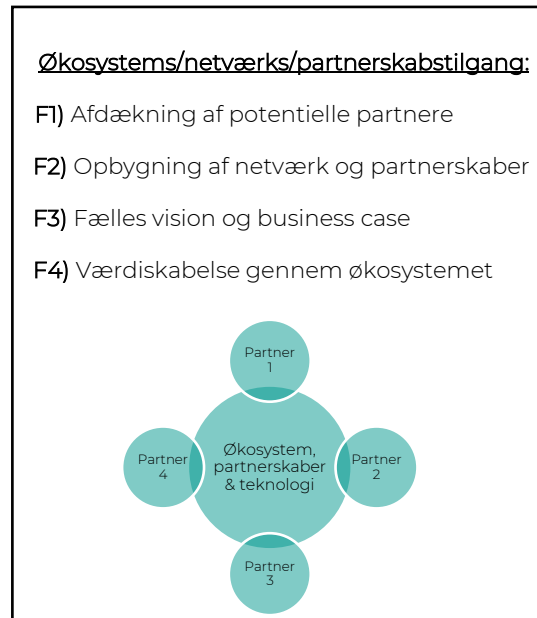 Økosystems/netværks/partnerskabstilgang:
F1) Afdækning af potentielle partnere
F2) Opbygning af netværk og partnerskaber
F3) Fælles vision og business case
F4) Værdiskabelse gennem økosystemet
Partner
1
Økosystem,
partnerskaber
& teknologi
Partner
4
Partner
2
Partner
3